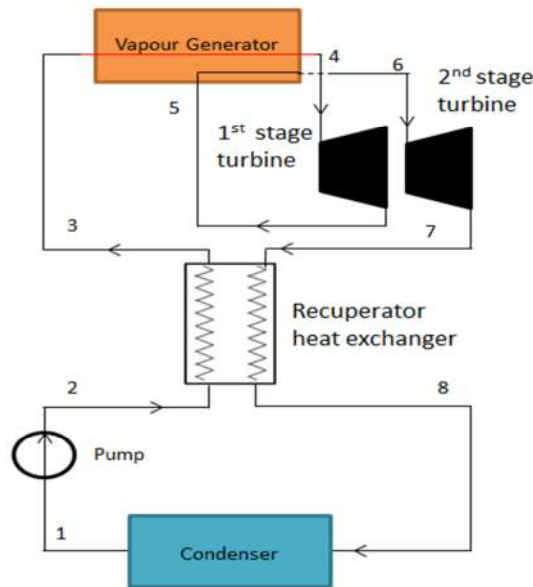 Vapour Generator
4
6
2nd stage
turbine
5
1st stage
turbine
3
7
Recuperator
heat exchanger
2
8
Pump
1
Condenser